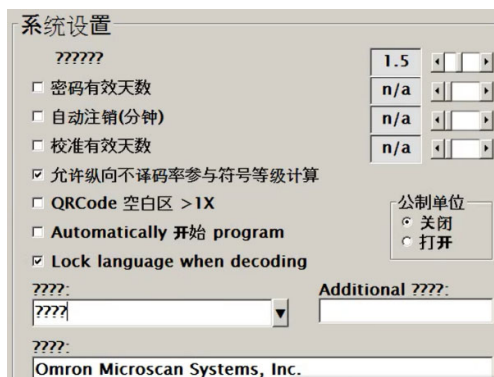 系统设置
??????
1.5
密码有效天数
n/a
自动注销(分钟)
n/a
校准有效天数
n/a
允许纵向不译码率参与符号等级计算
QRCode 空白区 >1X
公制单位
关闭
打开
Automatically 开始 program
Lock language when decoding
????:
Additional ????:
????
????:
Omron Microscan Systems, Inc.